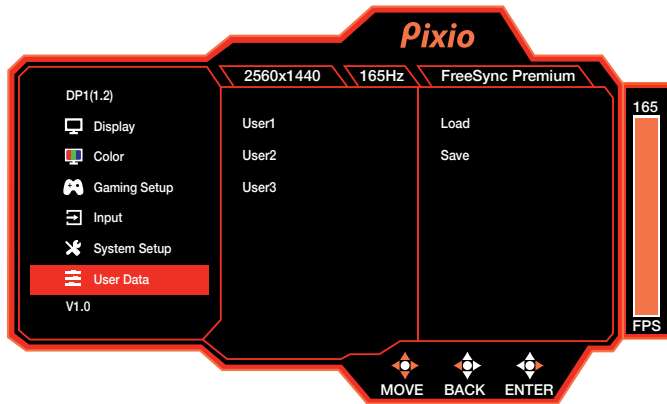 Pixio
2560x1440 165Hz FreeSync Premium
DP1(1.2)
Display
Color
Gaming Setup
Input
System Setup
User Data
V1.0
User1
User2
User3
Load
Save
165
FPS
MOVE BACK ENTER